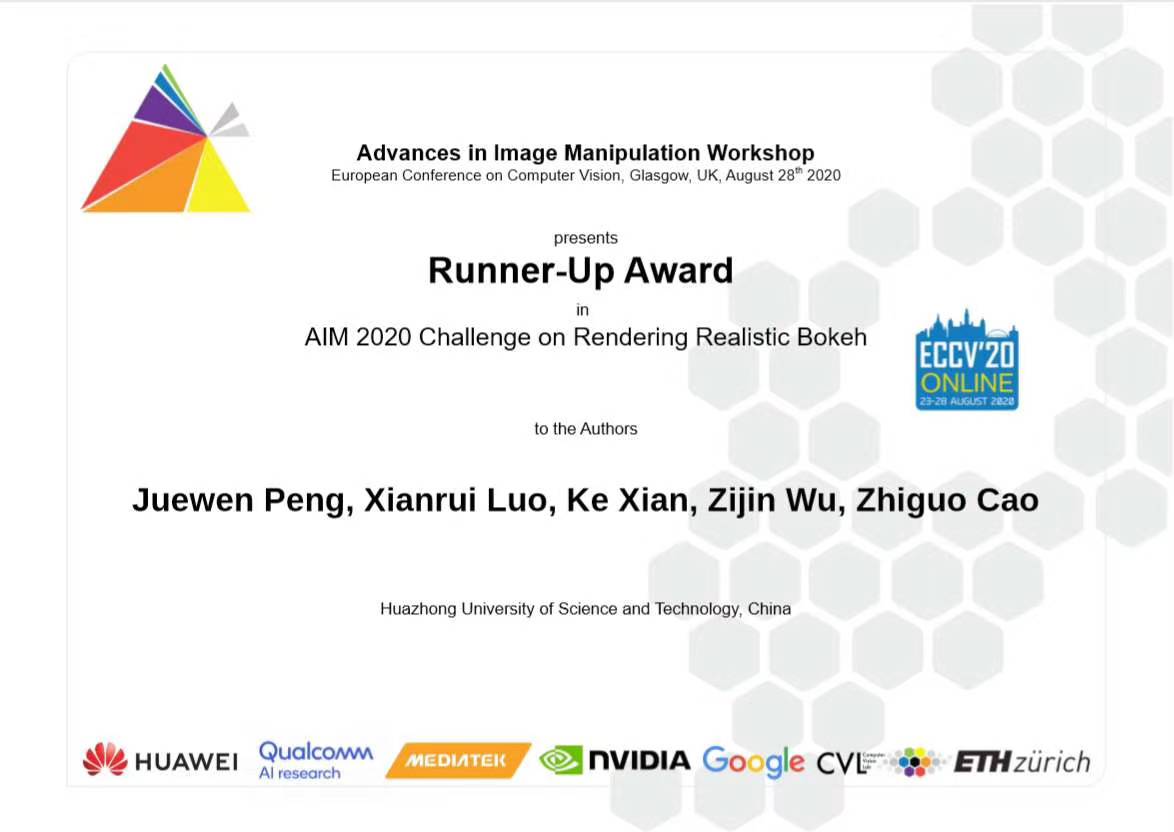 Advances in Image Manipulation Workshop
European Conference on Computer Vision, Glasgow, UK, August 28th 2020
presents
Runner-Up Award
in
AIM 2020 Challenge on Rendering Realistic Bokeh
ECCV'20
ONLINE
23-28 AUGUST 2020
to the Authors
Juewen Peng, Xianrui Luo, Ke Xian, Zijin Wu, Zhiguo Cao
Huazhong University of Science and Technology, China
HUAWEI
Qualcomm
AI research
MEDIATEK
NVIDIA
Google
CVL
Computer
Vision
Lab
ETH zürich